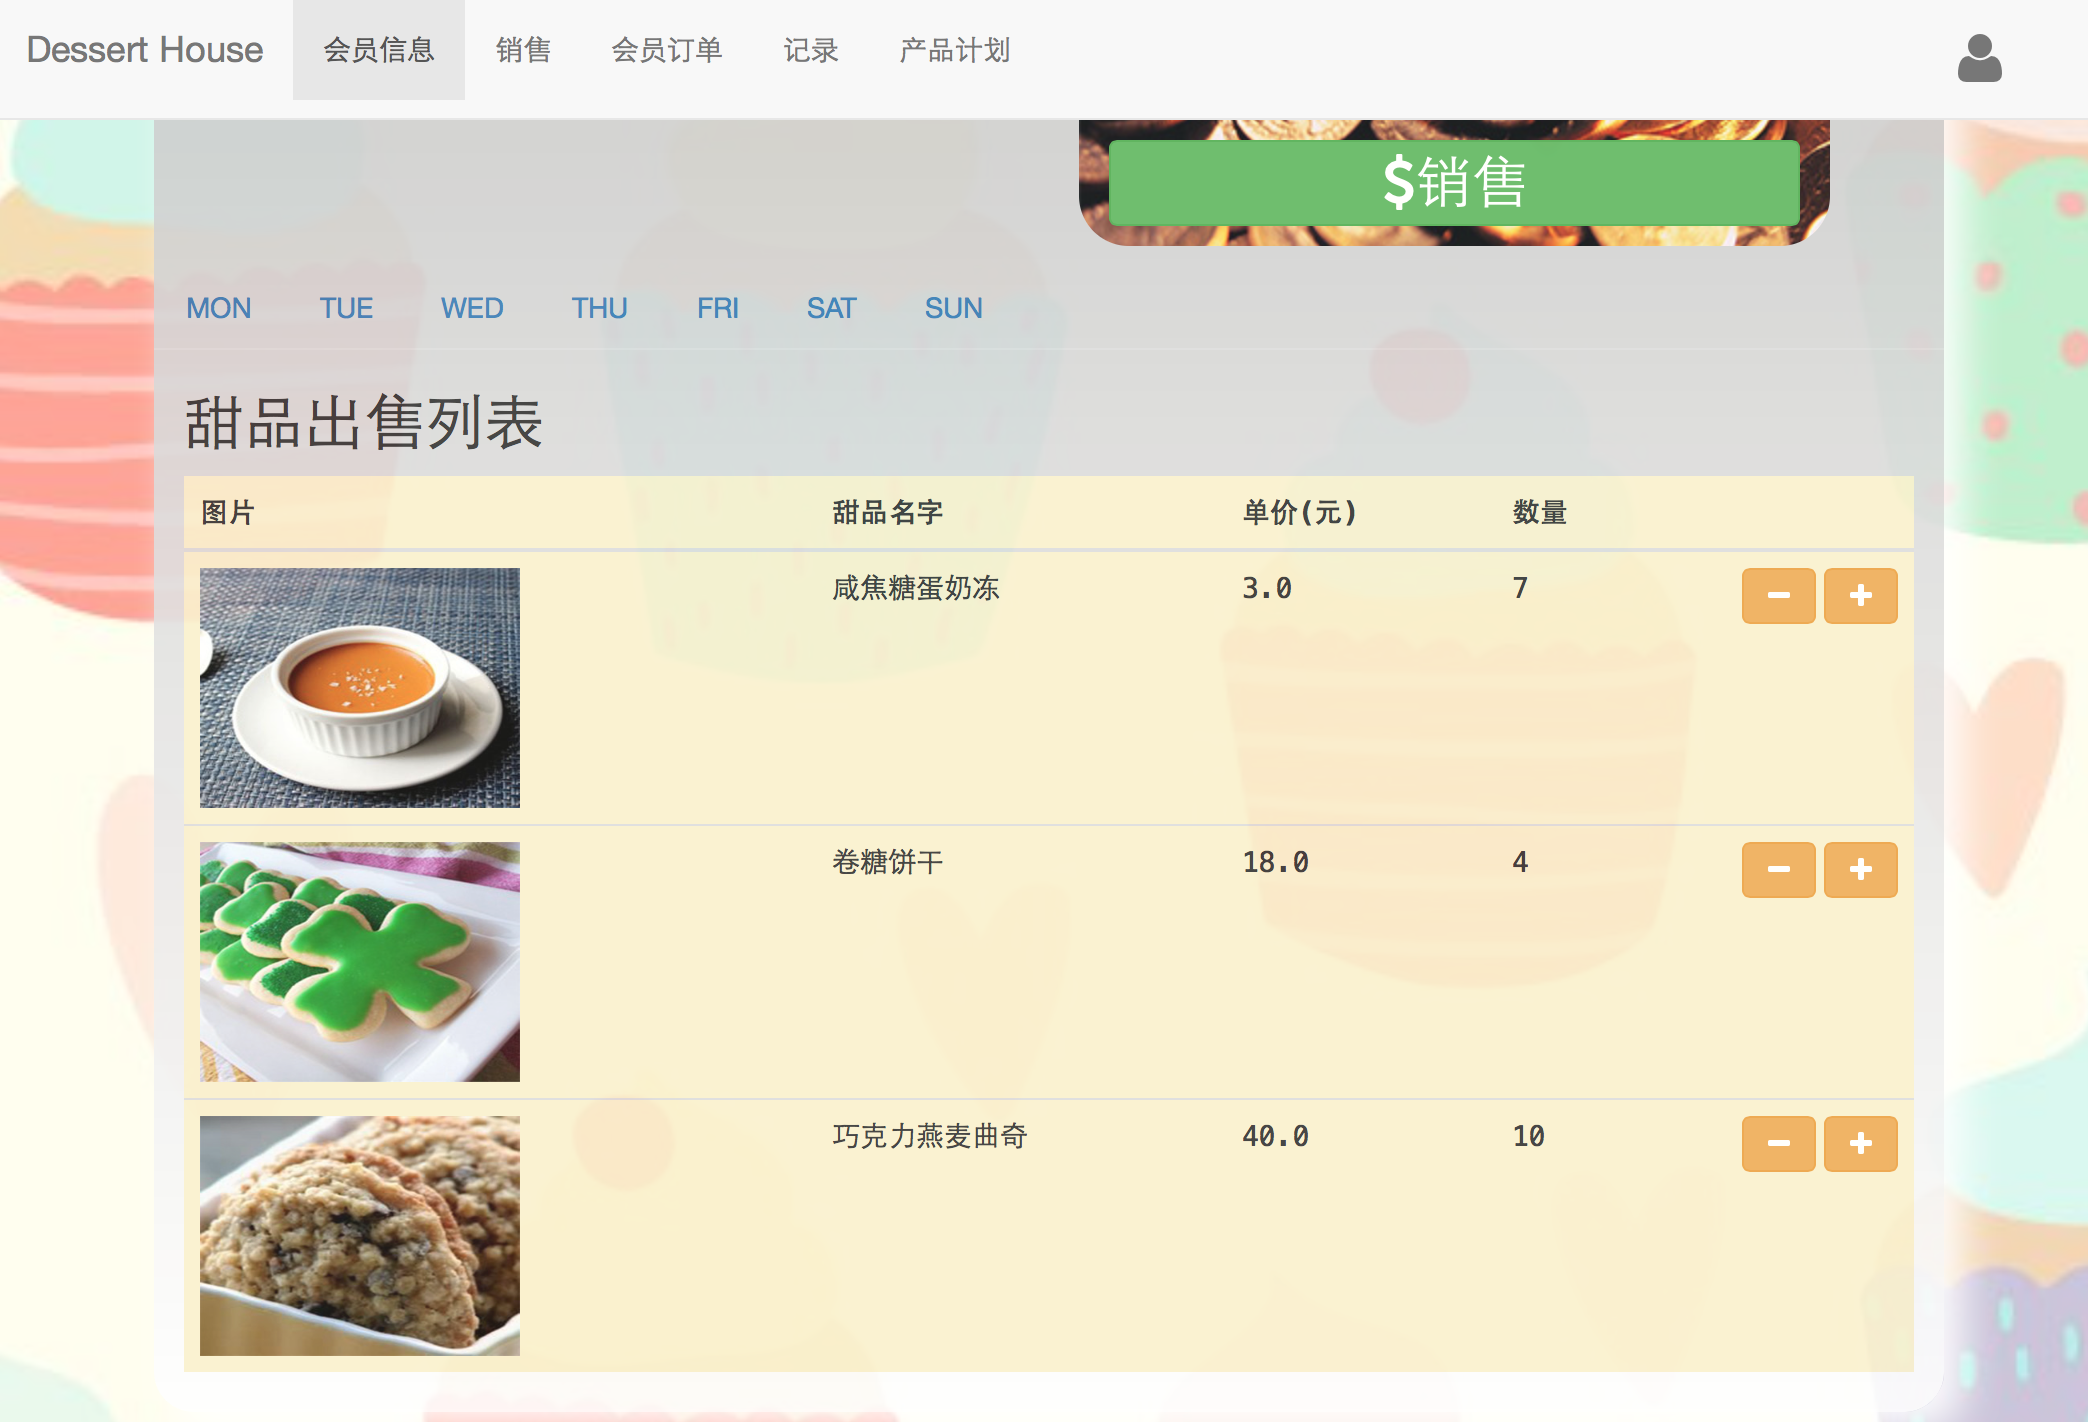 Dessert House 会员信息 销售 会员订单 记录 产品计划
$销售
MON TUE WED THU FRI SAT SUN
甜品出售列表
图片 甜品名字 单价(元) 数量
咸焦糖蛋奶冻 3.0 7
卷糖饼干 18.0 4
巧克力燕麦曲奇 40.0 10